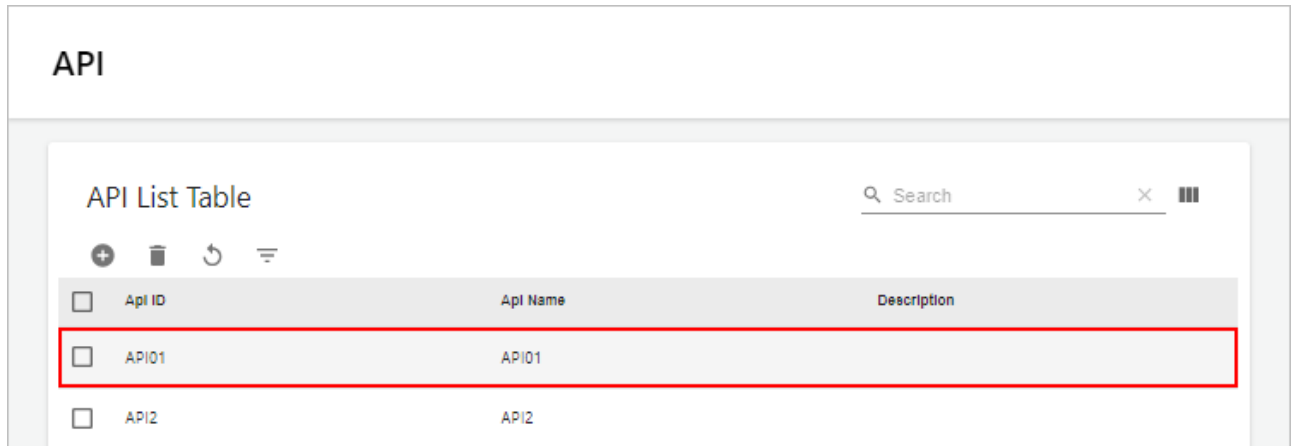 API
API List Table
Search
Api ID Api Name Description
API01 API01
API2 API2